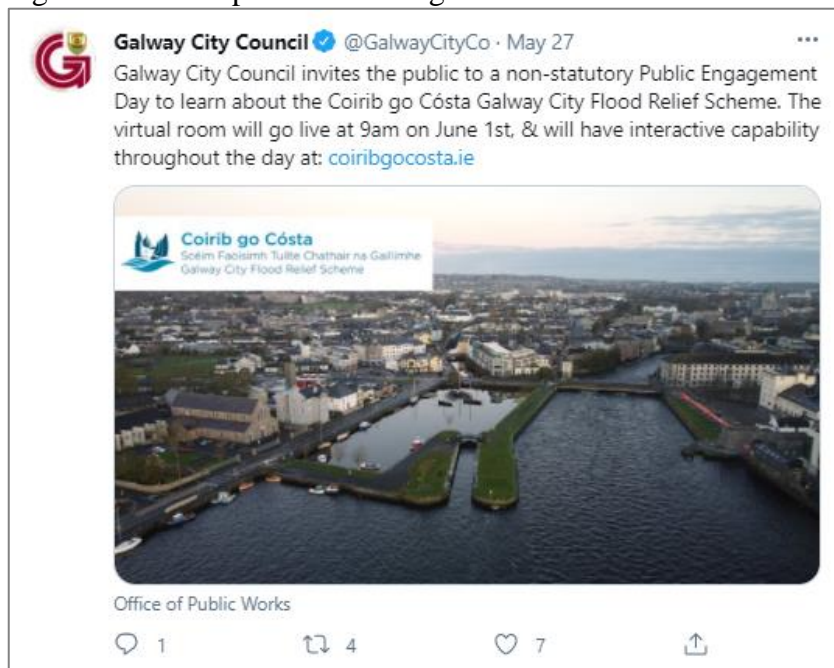 Galway City Council @GalwayCityCo · May 27
Galway City Council invites the public to a non-statutory Public Engagement
Day to learn about the Coirib go Cósta Galway City Flood Relief Scheme. The
virtual room will go live at 9am on June 1st, & will have interactive capability
throughout the day at: coiribgocosta.ie
Coirib go Cósta
Scéim Faoisimh Tuilte Chathair na Gaillimhe
Galway City Flood Relief Scheme
Office of Public Works
1 4 7